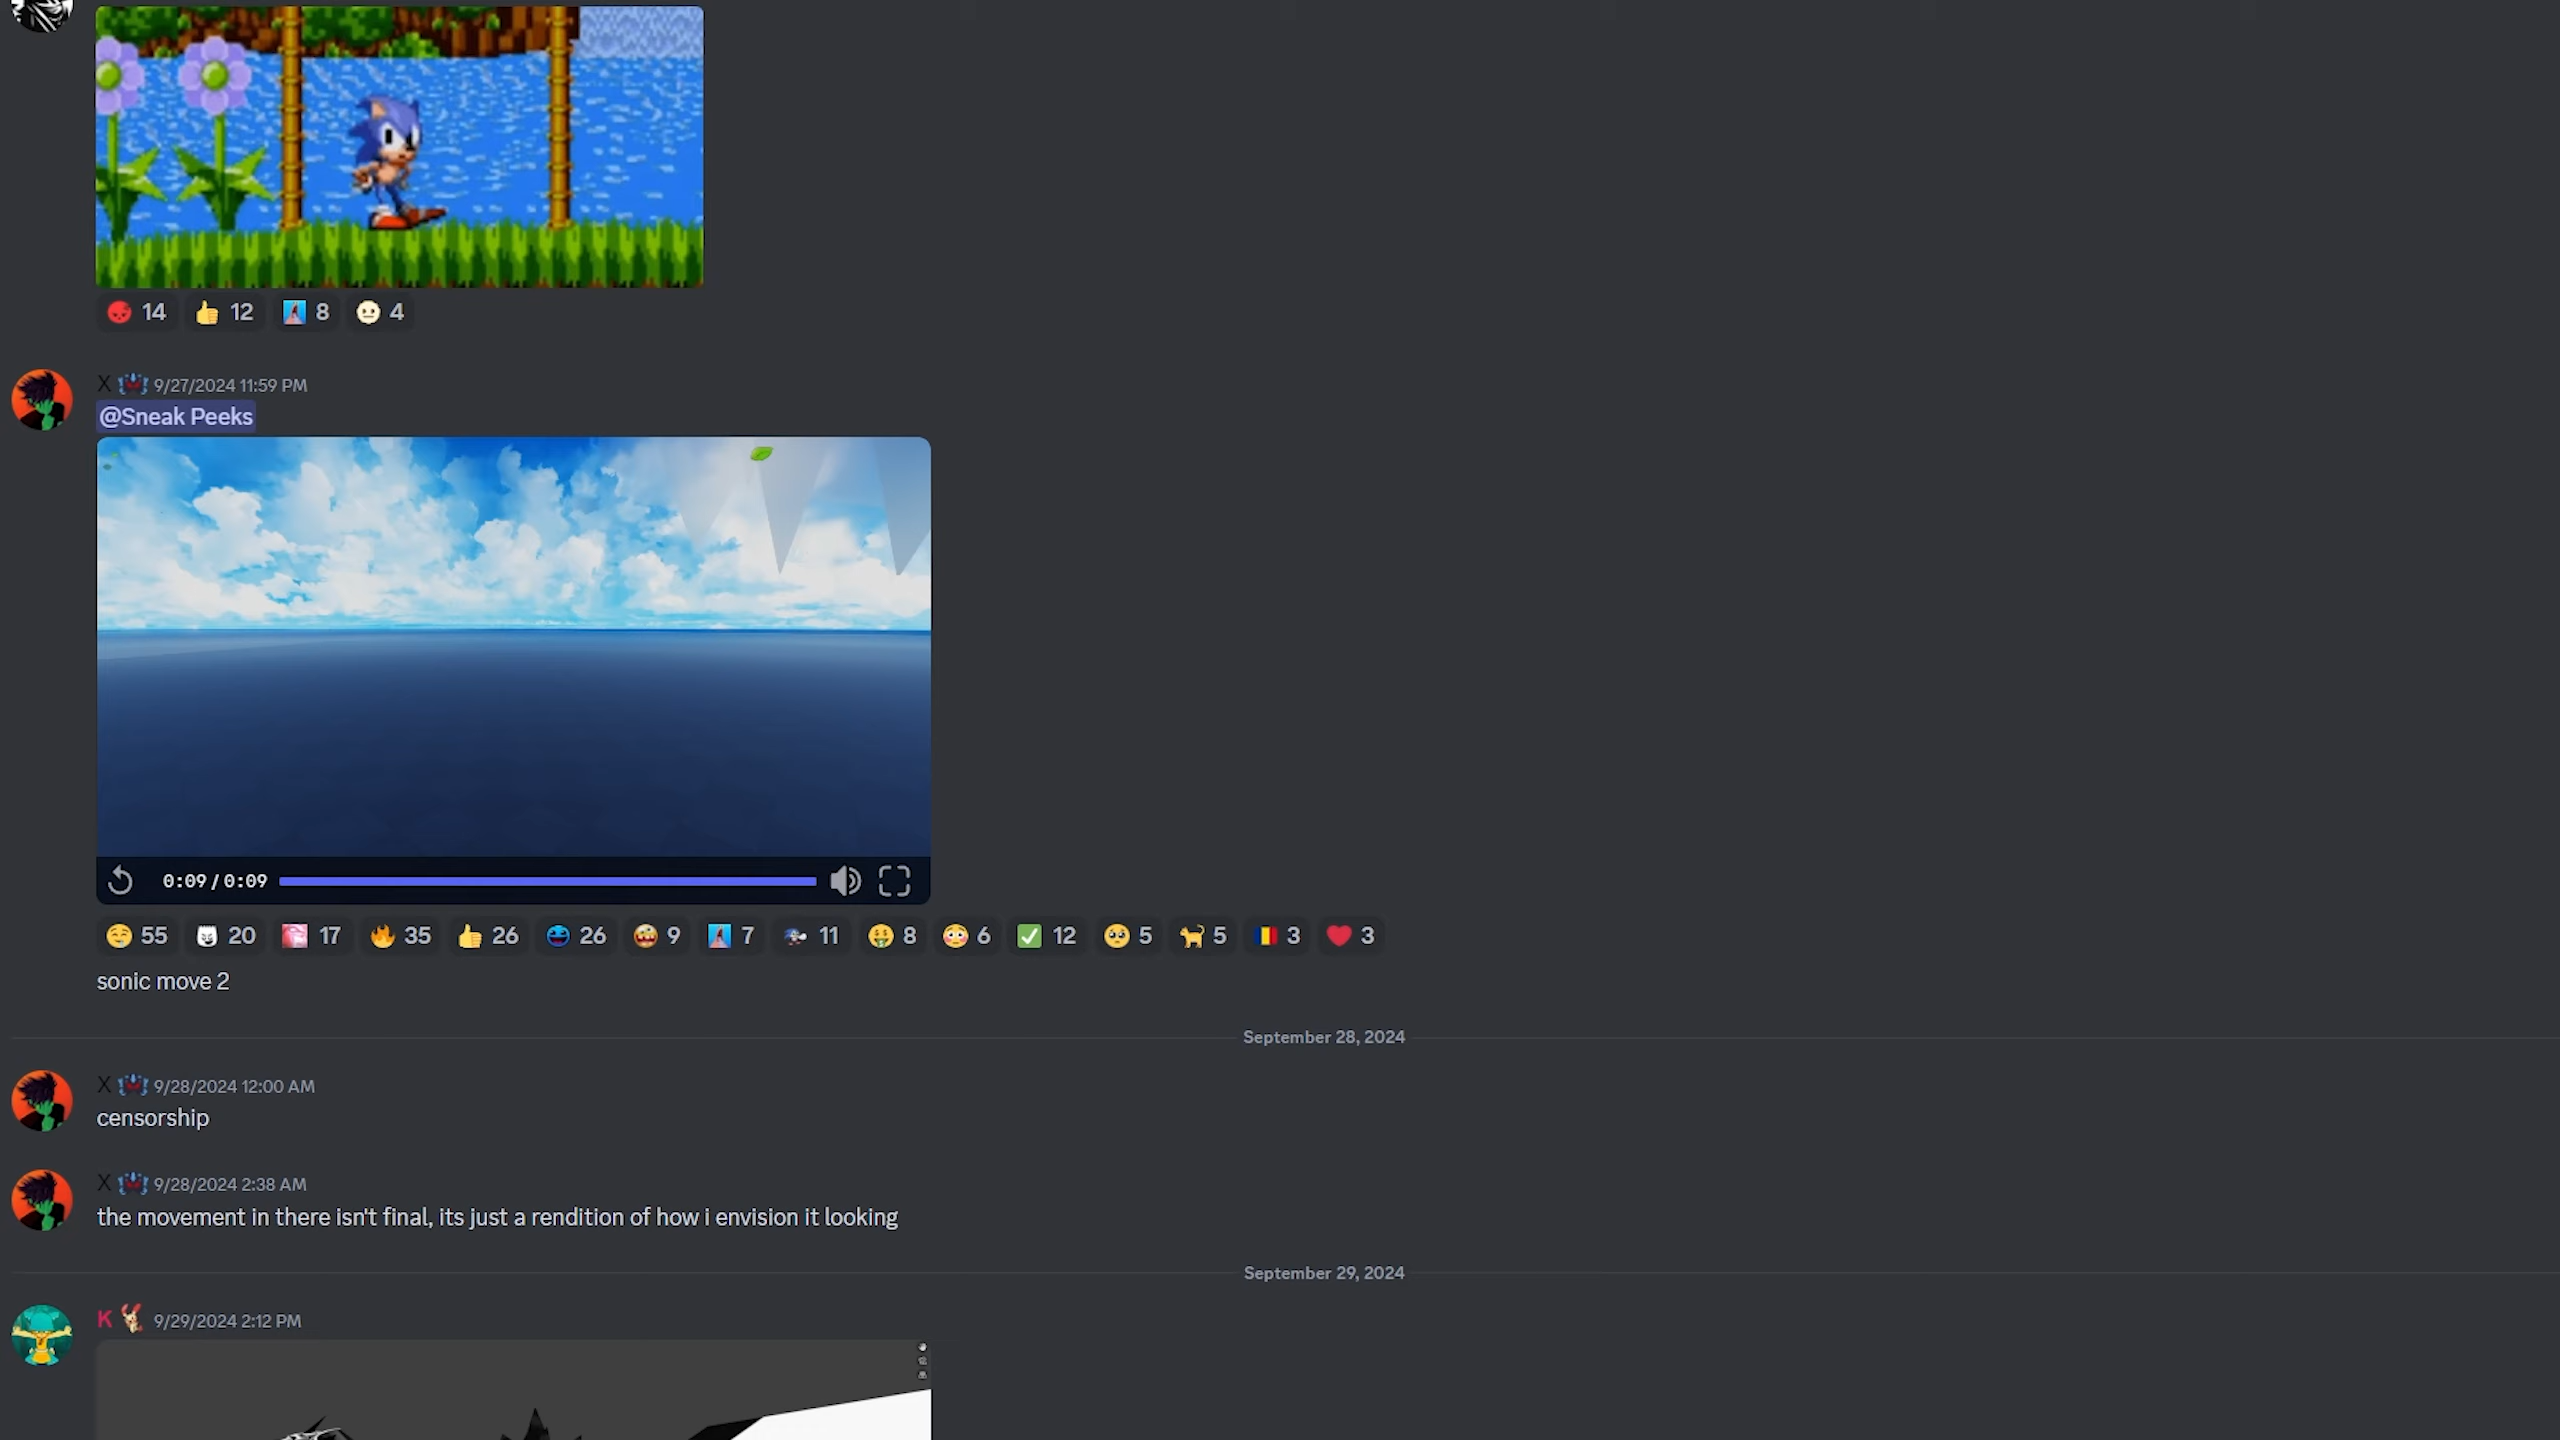 14 12 8 4
X 9/27/2024 11:59 PM
@Sneak Peeks
0:09 / 0:09
55 20 17 35 26 26 9 7 11 8 6 12 5 5 3 3
sonic move 2
September 28, 2024
X 9/28/2024 12:00 AM
censorship
X 9/28/2024 2:38 AM
the movement in there isn't final, its just a rendition of how i envision it looking
September 29, 2024
K 9/29/2024 2:12 PM